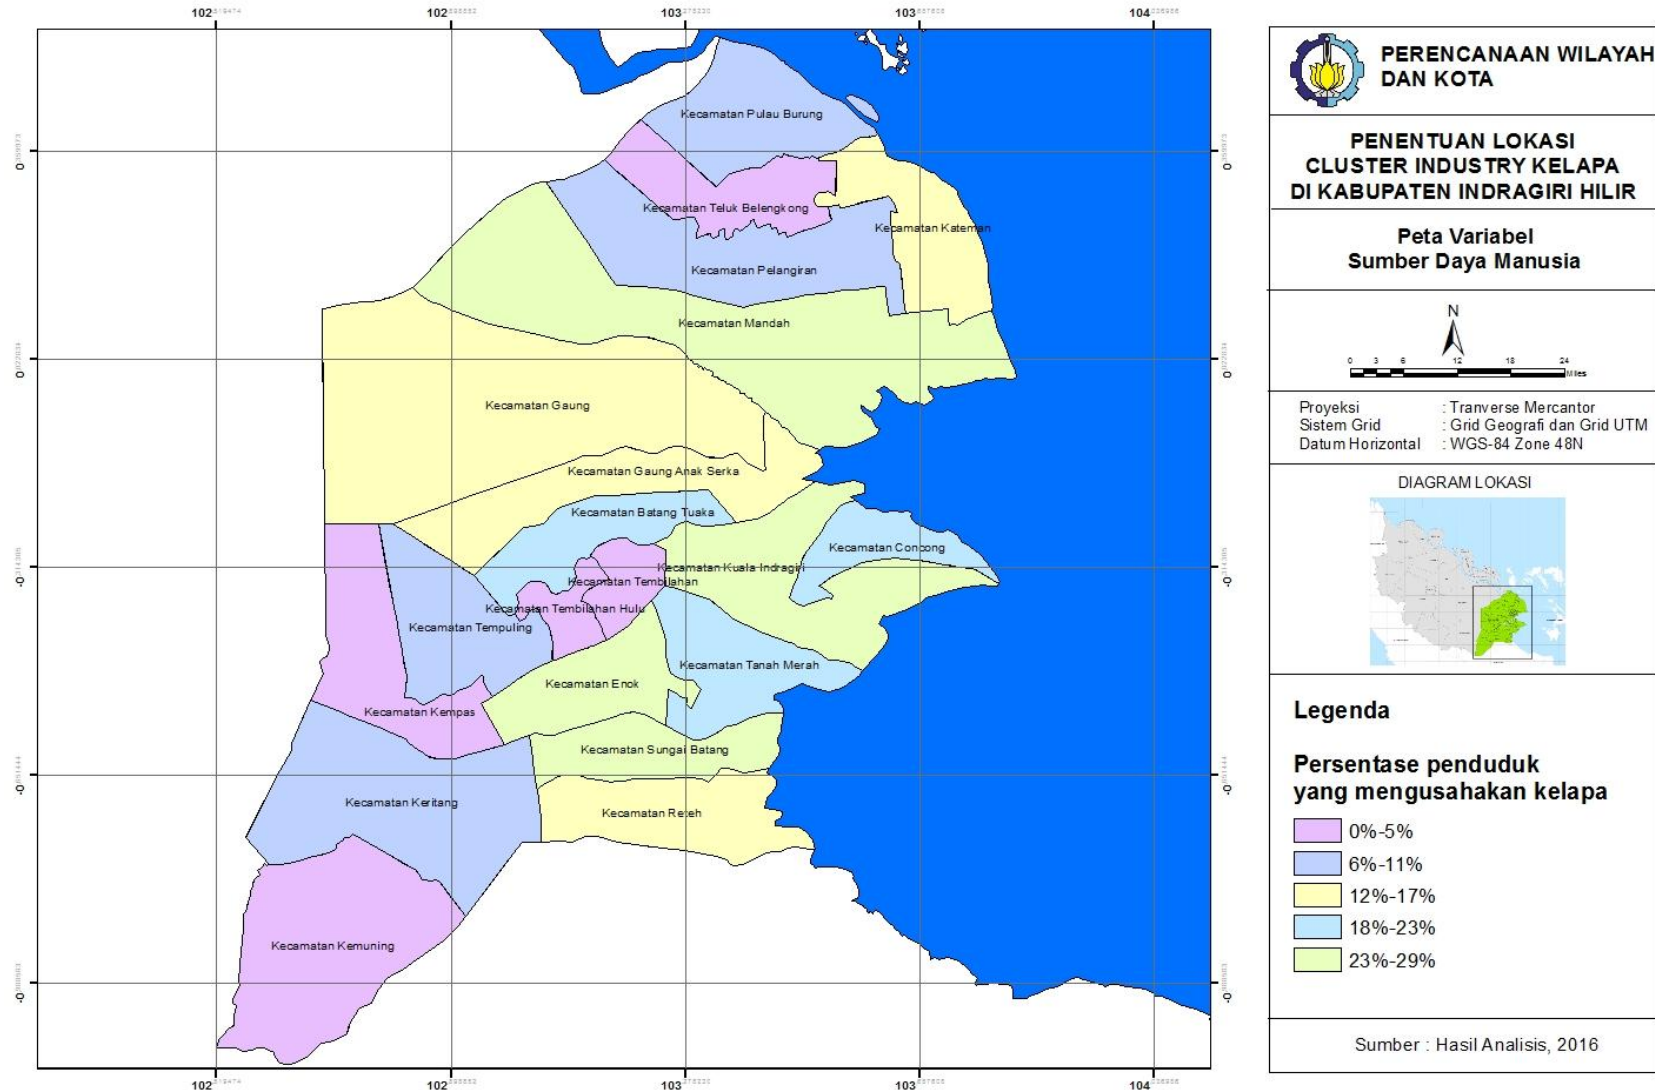 102 102 103 103 104
PERENCANAAN WILAYAH
DAN KOTA
PENENTUAN LOKASI
CLUSTER INDUSTRY KELAPA
DI KABUPATEN INDRAGIRI HILIR
Peta Variabel
Sumber Daya Manusia
N
0 3 6 12 18 24
Miles
Proyeksi : Tranverse Mercantor
Sistem Grid : Grid Geografi dan Grid UTM
Datum Horizontal : WGS-84 Zone 48N
DIAGRAM LOKASI
Legenda
Persentase penduduk
yang mengusahakan kelapa
0%-5%
6%-11%
12%-17%
18%-23%
23%-29%
Sumber : Hasil Analisis, 2016
Kecamatan Pulau Burung
Kecamatan Teluk Belengkong
Kecamatan Kateman
Kecamatan Pelangiran
Kecamatan Mandah
Kecamatan Gaung
Kecamatan Gaung Anak Serka
Kecamatan Batang Tuaka
Kecamatan Concong
Kecamatan Kuala Indragiri
Kecamatan Tembilahan
Kecamatan Tembilahan Hulu
Kecamatan Tempuling
Kecamatan Tanah Merah
Kecamatan Enok
Kecamatan Kempas
Kecamatan Sungai Batang
Kecamatan Keritang
Kecamatan Reteh
Kecamatan Kemuning
0
0
-0
-0
-0
0
0
-0
-0
-0
102 102 103 103 104